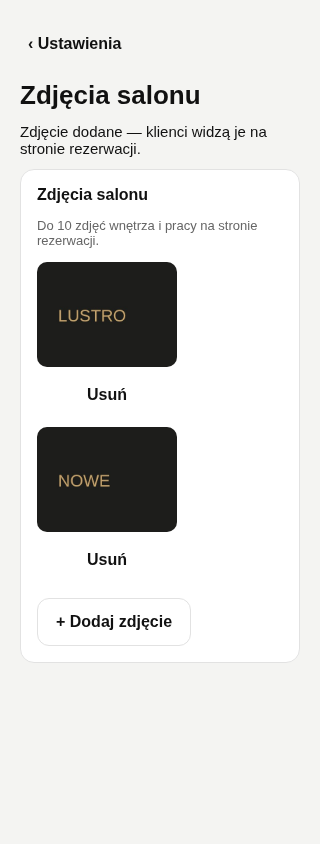 ‹ Ustawienia
Zdjęcia salonu
Zdjęcie dodane — klienci widzą je na
stronie rezerwacji.
Zdjęcia salonu
Do 10 zdjęć wnętrza i pracy na stronie
rezerwacji.
LUSTRO
Usuń
NOWE
Usuń
+ Dodaj zdjęcie